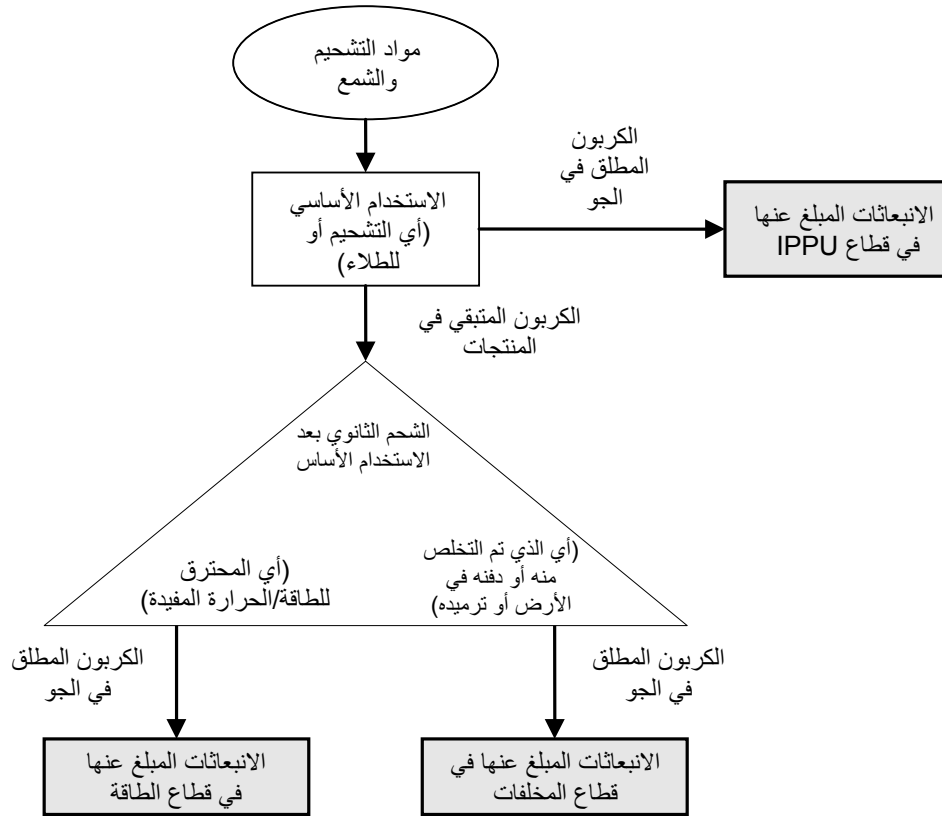 مواد التشحيم
والشمع
الكربون
المطلق في
الجو
الاستخدام الأساسي
(أي التشحيم أو
للطلاء)
الانبعاثات المبلغ عنها
في قطاع IPPU
الكربون المتبقي في
المنتجات
الشحم الثانوي بعد
الاستخدام الأساس
(أي الذي تم التخلص
منه أو دفنه في
الأرض أو ترميده)
(أي المحترق
للطاقة/الحرارة المفيدة)
الكربون المطلق
في الجو
الكربون المطلق
في الجو
الانبعاثات المبلغ عنها في
قطاع المخلفات
الانبعاثات المبلغ عنها
في قطاع الطاقة